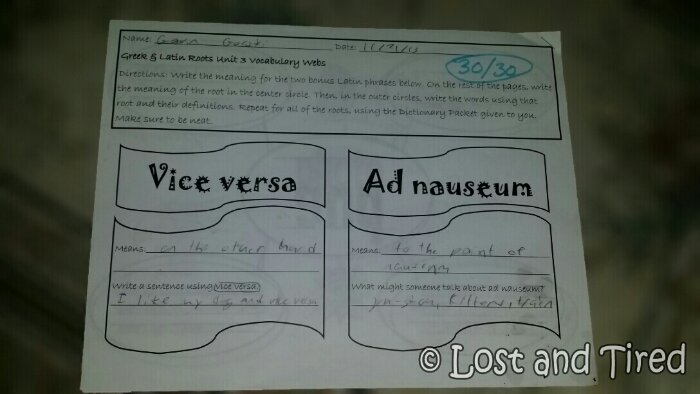 Name: Gavin
Date: 11/
Greek & Latin Roots Unit 3 Vocabulary Webs
30/30
Directions: Write the meaning for the two bonus Latin phrases below. On the rest of the pages, write
the meaning of the root in the center circle. Then, in the outer circles, write the words using that
root and their definitions. Repeat for all of the roots, using the Dictionary Packet given to you.
Make sure to be neat.
Vice versa
Means: on the other hand
Write a sentence using vice versa.
I like my dog and vice versa
Ad nauseum
Means: to the point of
What might someone talk about ad nauseum?
© Lost and Tired